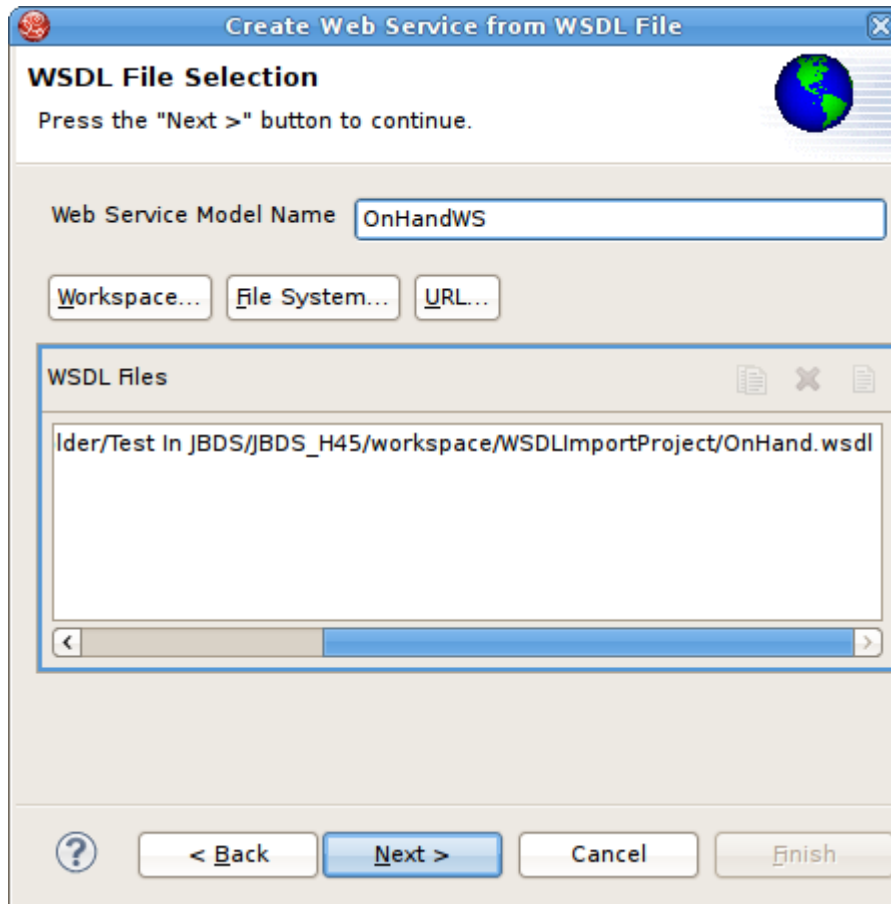 Create Web Service from WSDL File
WSDL File Selection
Press the "Next >" button to continue.
Web Service Model Name OnHandWS
Workspace... File System... URL...
WSDL Files
lder/Test In JBDS/JBDS_H45/workspace/WSDLImportProject/OnHand.wsdl
? < Back Next > Cancel Finish